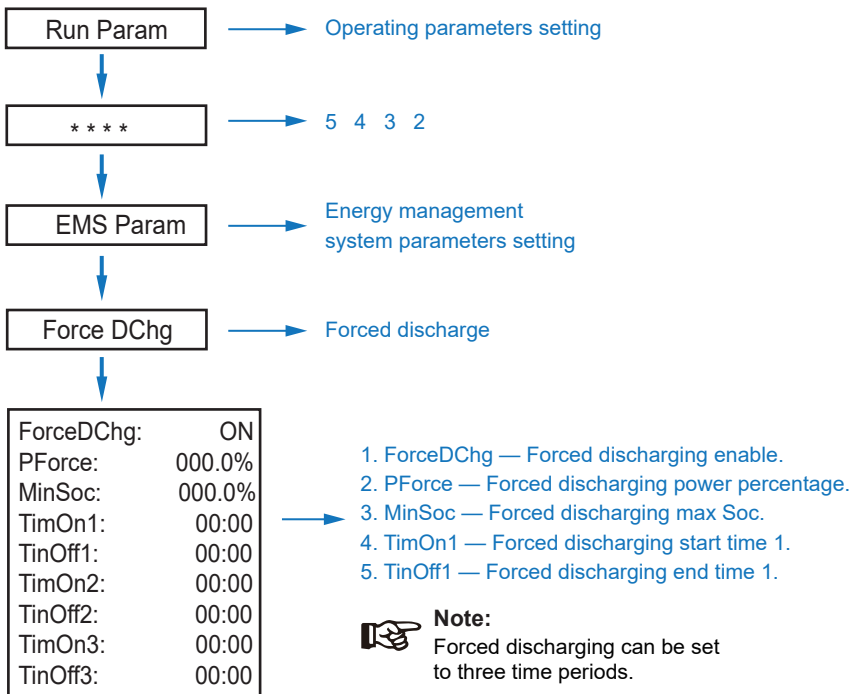 Run Param
Operating parameters setting
* * * *
5 4 3 2
EMS Param
Energy management
system parameters setting
Force DChg
Forced discharge
ForceDChg: ON
PForce: 000.0%
MinSoc: 000.0%
TimOn1: 00:00
TinOff1: 00:00
TimOn2: 00:00
TinOff2: 00:00
TimOn3: 00:00
TinOff3: 00:00
1. ForceDChg — Forced discharging enable.
2. PForce — Forced discharging power percentage.
3. MinSoc — Forced discharging max Soc.
4. TimOn1 — Forced discharging start time 1.
5. TinOff1 — Forced discharging end time 1.
Note:
Forced discharging can be set
to three time periods.